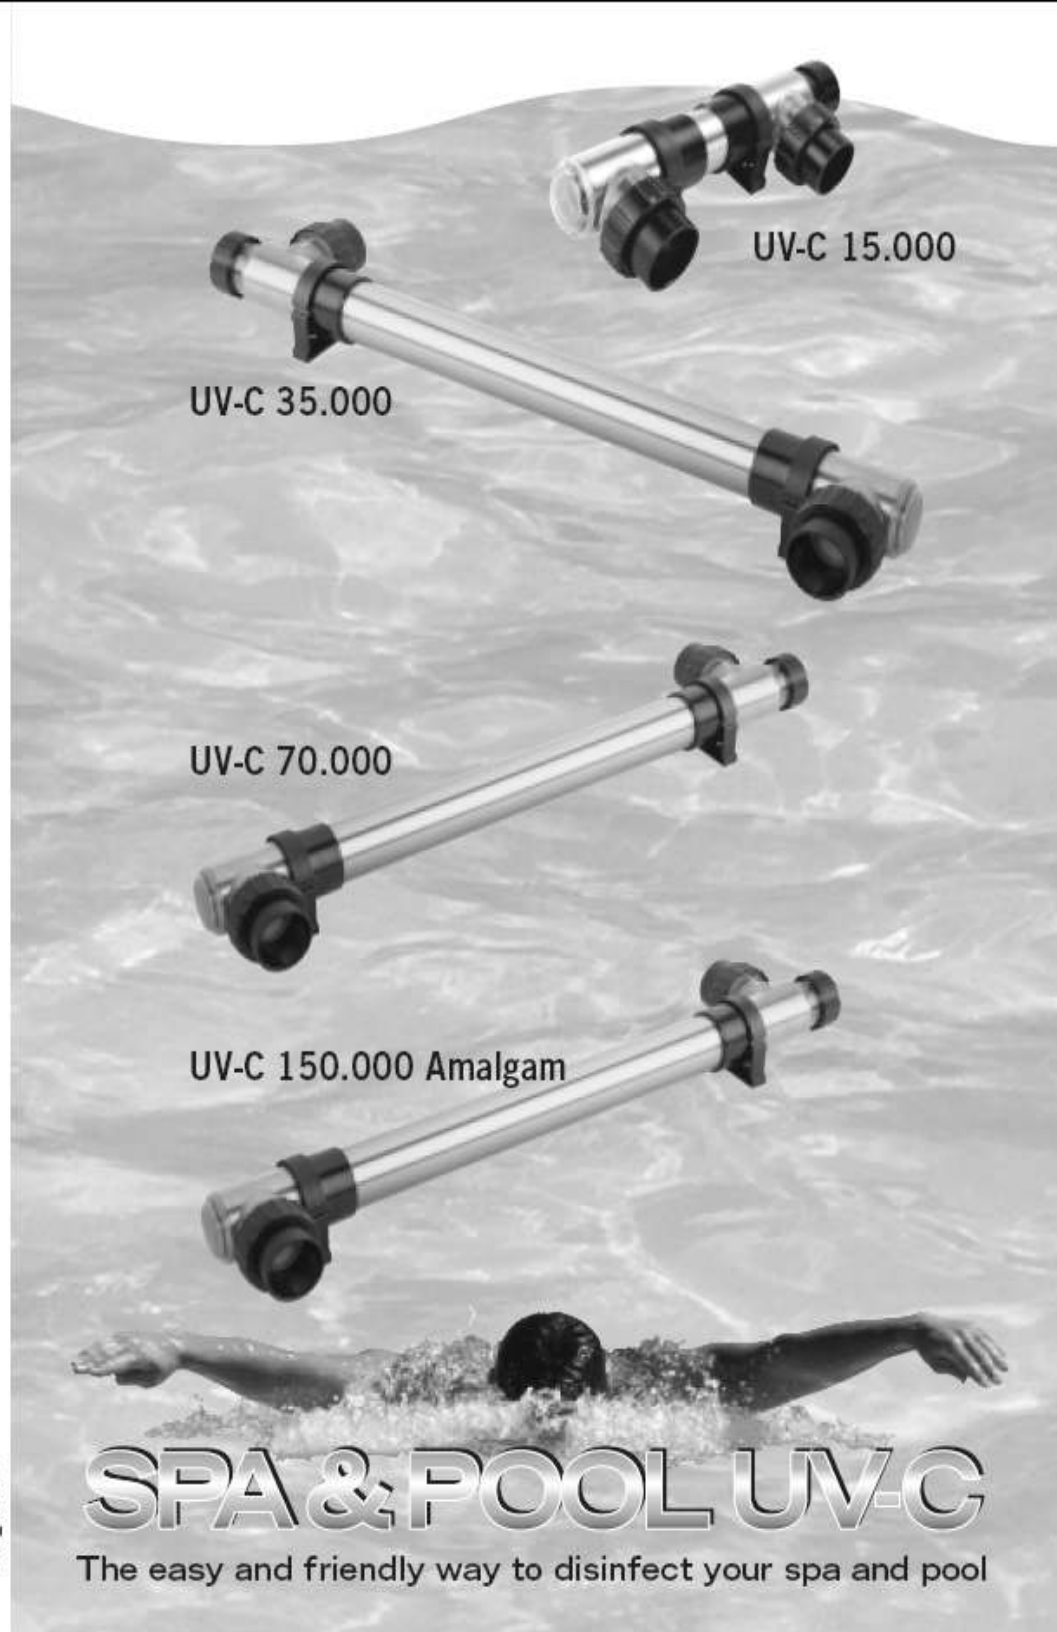 UV-C 15.000
UV-C 35.000
UV-C 70.000
UV-C 150.000 Amalgam
SPA & POOL UV-C
The easy and friendly way to disinfect your spa and pool